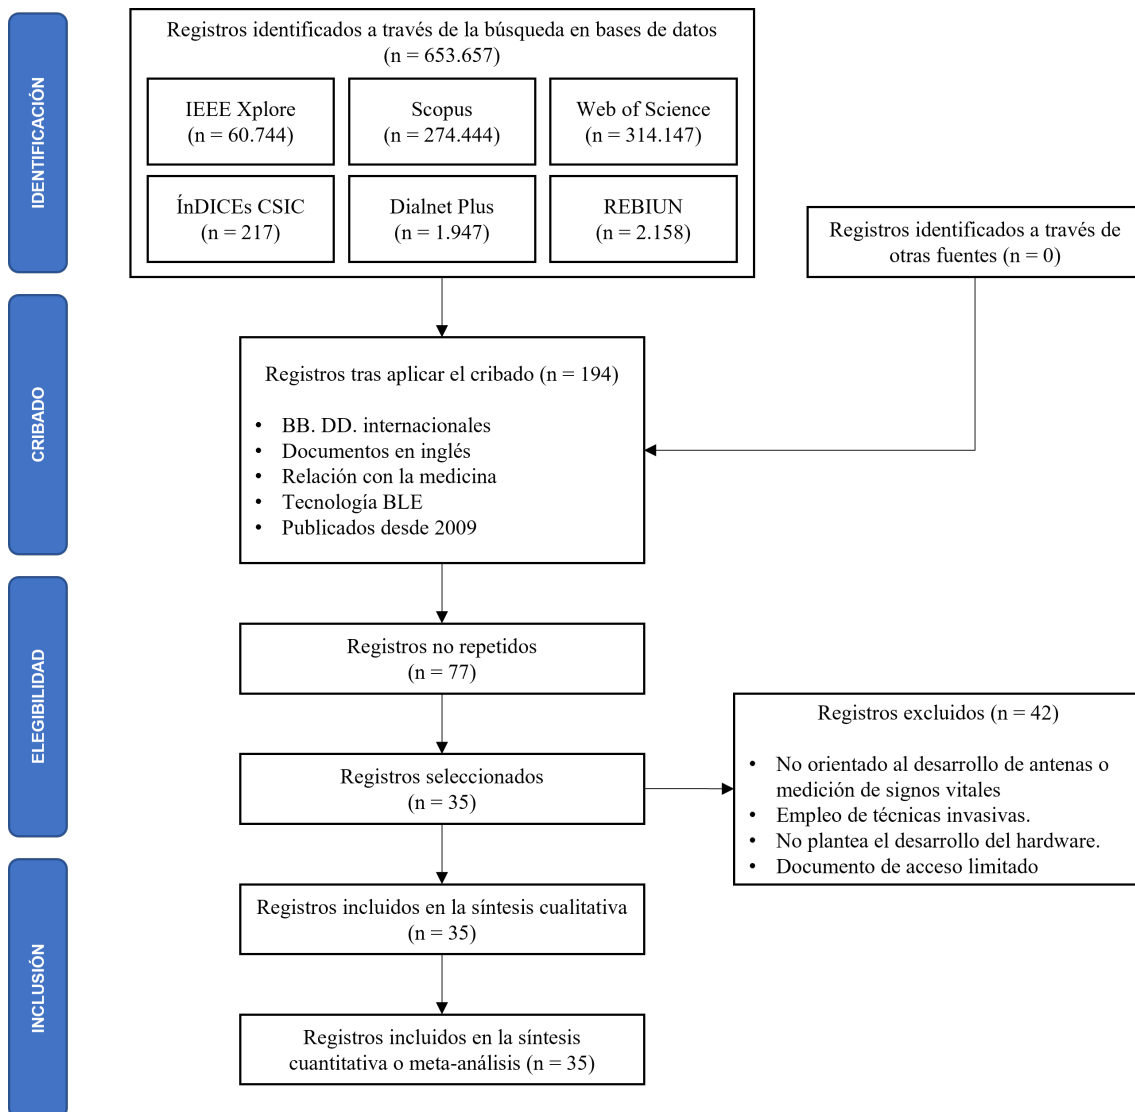 IDENTIFICACIÓN
Registros identificados a través de la búsqueda en bases de datos
(n = 653.657)
IEEE Xplore
(n = 60.744)
Scopus
(n = 274.444)
Web of Science
(n = 314.147)
ÍnDICEs CSIC
(n = 217)
Dialnet Plus
(n = 1.947)
REBIUN
(n = 2.158)
Registros identificados a través de
otras fuentes (n = 0)
CRIBADO
Registros tras aplicar el cribado (n = 194)
• BB. DD. internacionales
• Documentos en inglés
• Relación con la medicina
• Tecnología BLE
• Publicados desde 2009
ELEGIBILIDAD
Registros no repetidos
(n = 77)
Registros seleccionados
(n = 35)
Registros excluidos (n = 42)
• No orientado al desarrollo de antenas o
medición de signos vitales
• Empleo de técnicas invasivas.
• No plantea el desarrollo del hardware.
• Documento de acceso limitado
INCLUSIÓN
Registros incluidos en la síntesis cualitativa
(n = 35)
Registros incluidos en la síntesis
cuantitativa o meta-análisis (n = 35)